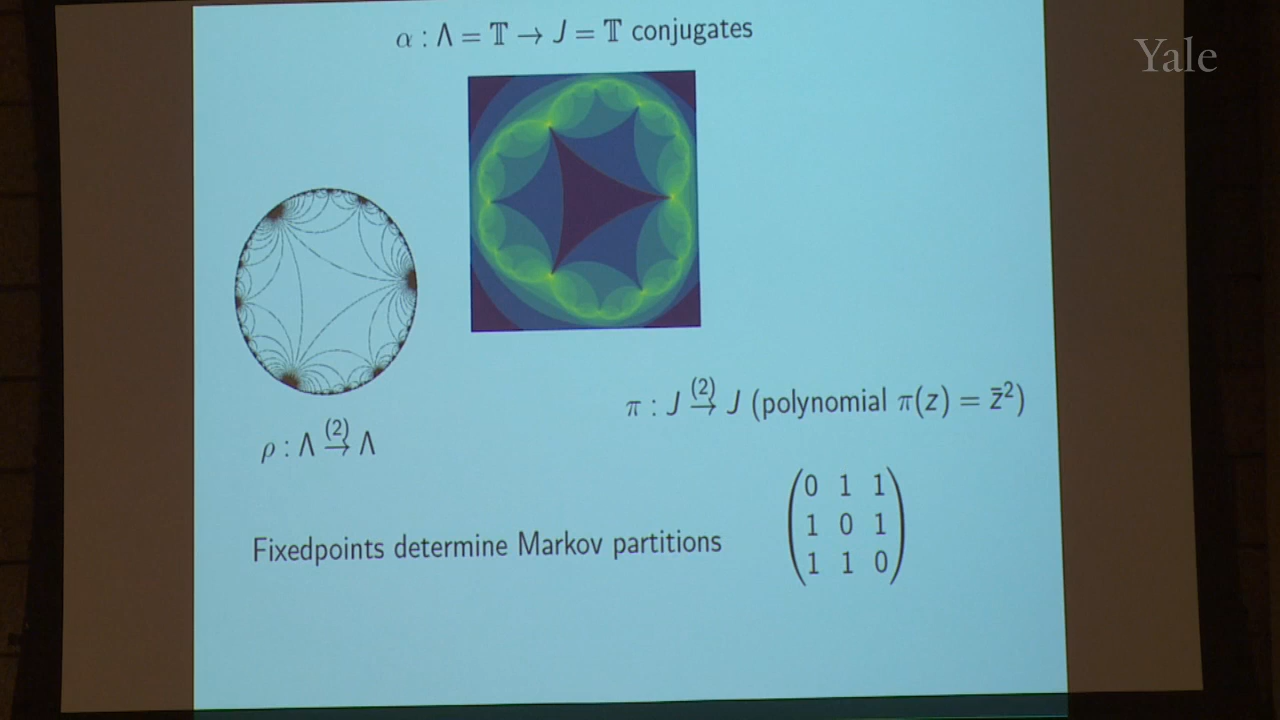 α : Λ = 𝕋 → J = 𝕋 conjugates
Yale
π : J (2)→ J (polynomial π(z) = z̄²)
ρ : Λ (2)→ Λ
Fixedpoints determine Markov partitions
(0 1 1
1 0 1
1 1 0)